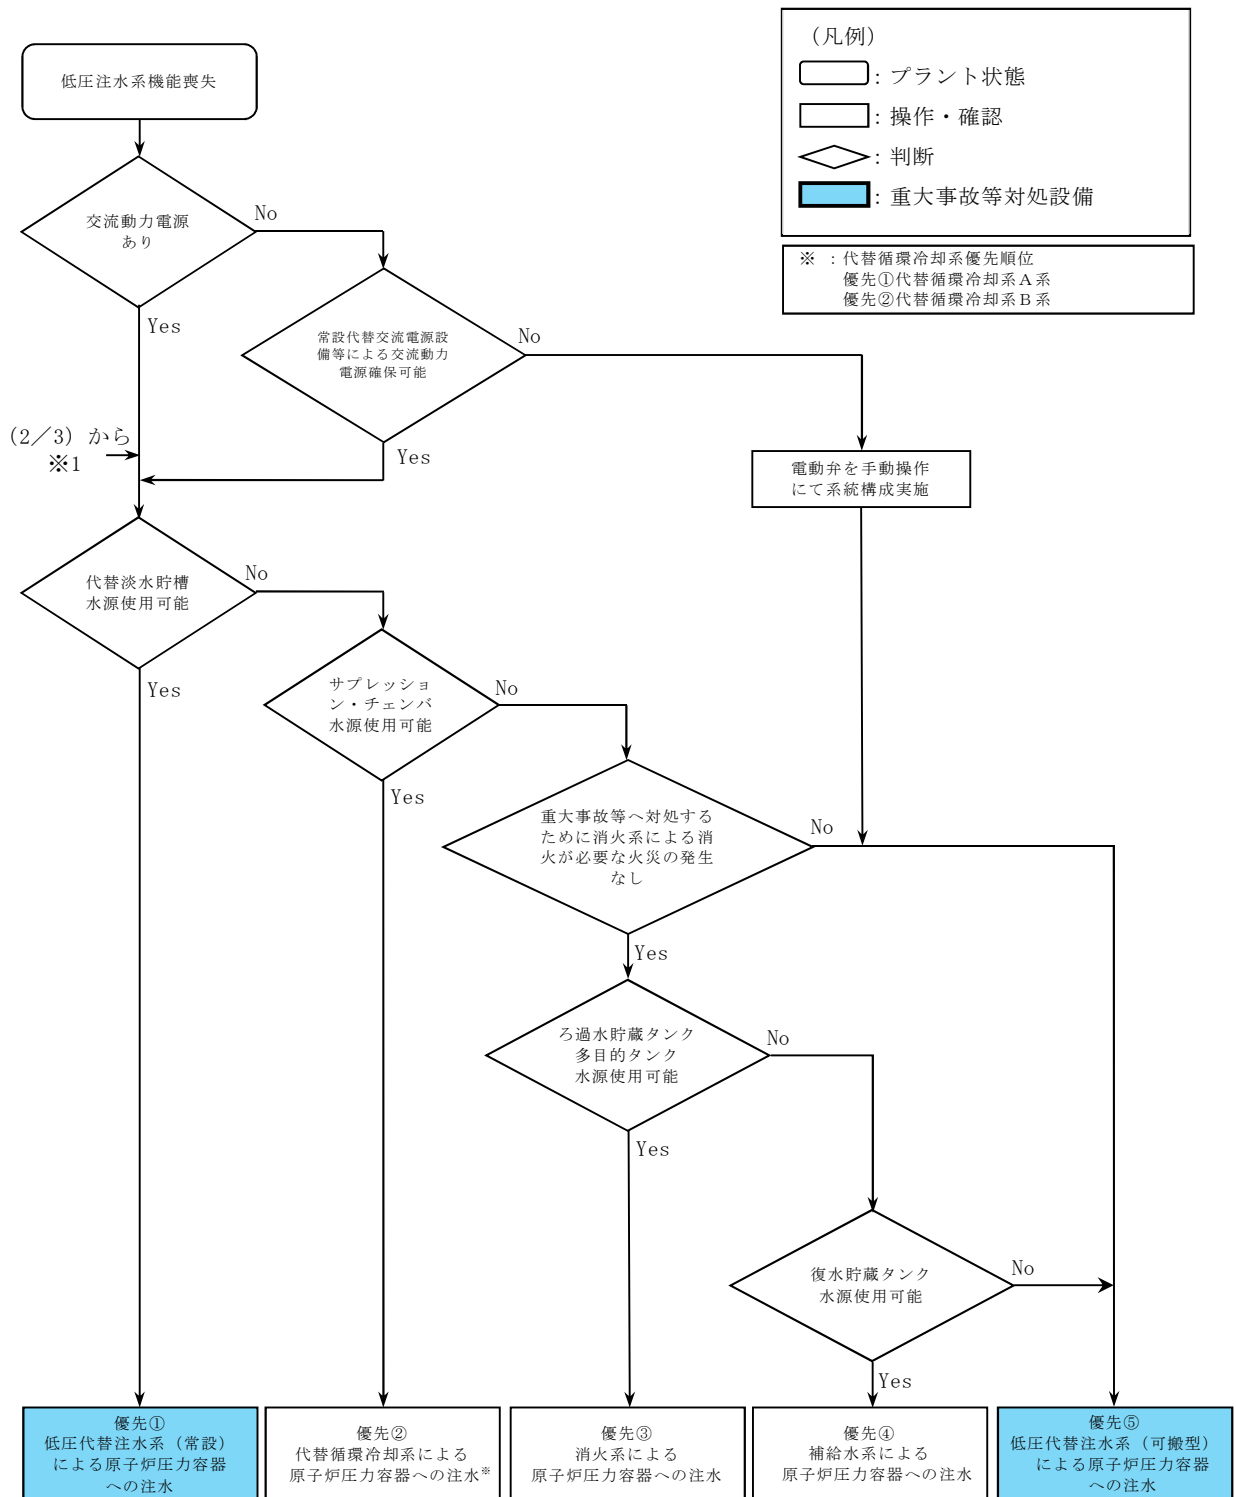 (凡例)
：プラント状態
：操作・確認
：判断
：重大事故等対処設備
※ ：代替循環冷却系優先順位
優先①代替循環冷却系Ａ系
優先②代替循環冷却系Ｂ系
低圧注水系機能喪失
交流動力電源
あり
No
Yes
常設代替交流電源設
備等による交流動力
電源確保可能
No
Yes
(2／3) から
※1
電動弁を手動操作
にて系統構成実施
代替淡水貯槽
水源使用可能
No
Yes
サプレッショ
ン・チェンバ
水源使用可能
No
Yes
重大事故等へ対処する
ために消火系による消
火が必要な火災の発生
なし
No
Yes
ろ過水貯蔵タンク
多目的タンク
水源使用可能
No
Yes
復水貯蔵タンク
水源使用可能
No
Yes
優先①
低圧代替注水系（常設）
による原子炉圧力容器
への注水
優先②
代替循環冷却系による
原子炉圧力容器への注水※
優先③
消火系による
原子炉圧力容器への注水
優先④
補給水系による
原子炉圧力容器への注水
優先⑤
低圧代替注水系（可搬型）
による原子炉圧力容器
への注水